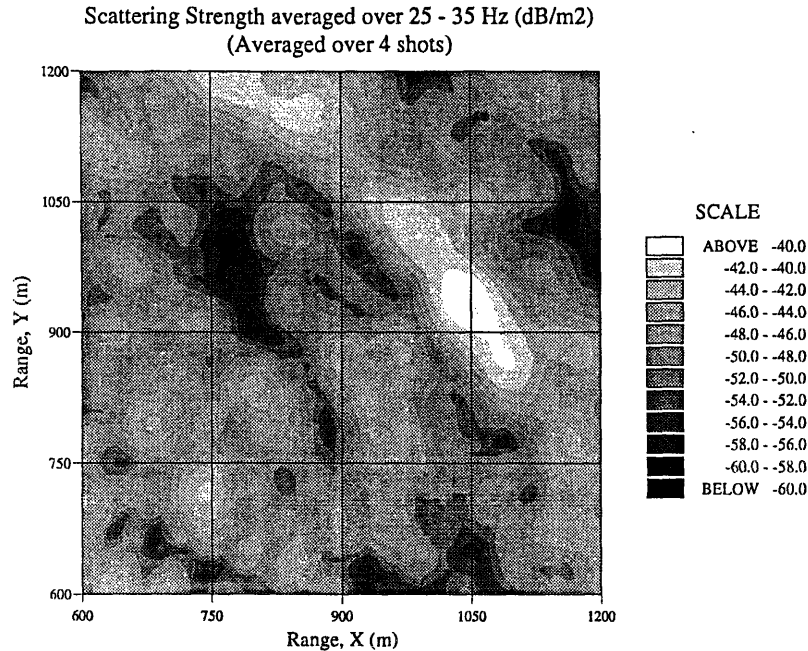 Scattering Strength averaged over 25 - 35 Hz (dB/m2)
(Averaged over 4 shots)
1200
1050
900
750
600
Range, Y (m)
600 750 900 1050 1200
Range, X (m)
SCALE
ABOVE -40.0
-42.0 - -40.0
-44.0 - -42.0
-46.0 - -44.0
-48.0 - -46.0
-50.0 - -48.0
-52.0 - -50.0
-54.0 - -52.0
-56.0 - -54.0
-58.0 - -56.0
-60.0 - -58.0
BELOW -60.0